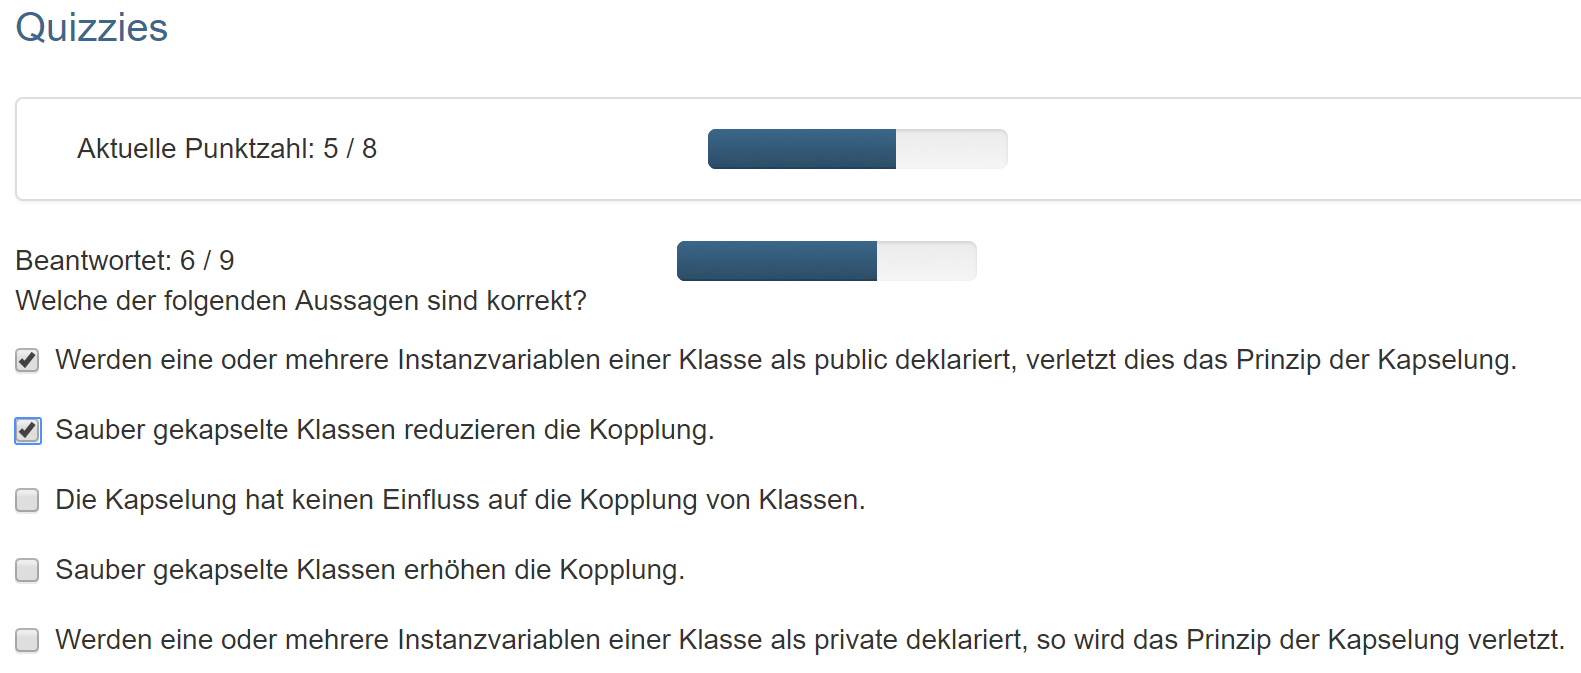 Quizzies
Aktuelle Punktzahl: 5 / 8
Beantwortet: 6 / 9
Welche der folgenden Aussagen sind korrekt?
Werden eine oder mehrere Instanzvariablen einer Klasse als public deklariert, verletzt dies das Prinzip der Kapselung.
Sauber gekapselte Klassen reduzieren die Kopplung.
Die Kapselung hat keinen Einfluss auf die Kopplung von Klassen.
Sauber gekapselte Klassen erhöhen die Kopplung.
Werden eine oder mehrere Instanzvariablen einer Klasse als private deklariert, so wird das Prinzip der Kapselung verletzt.